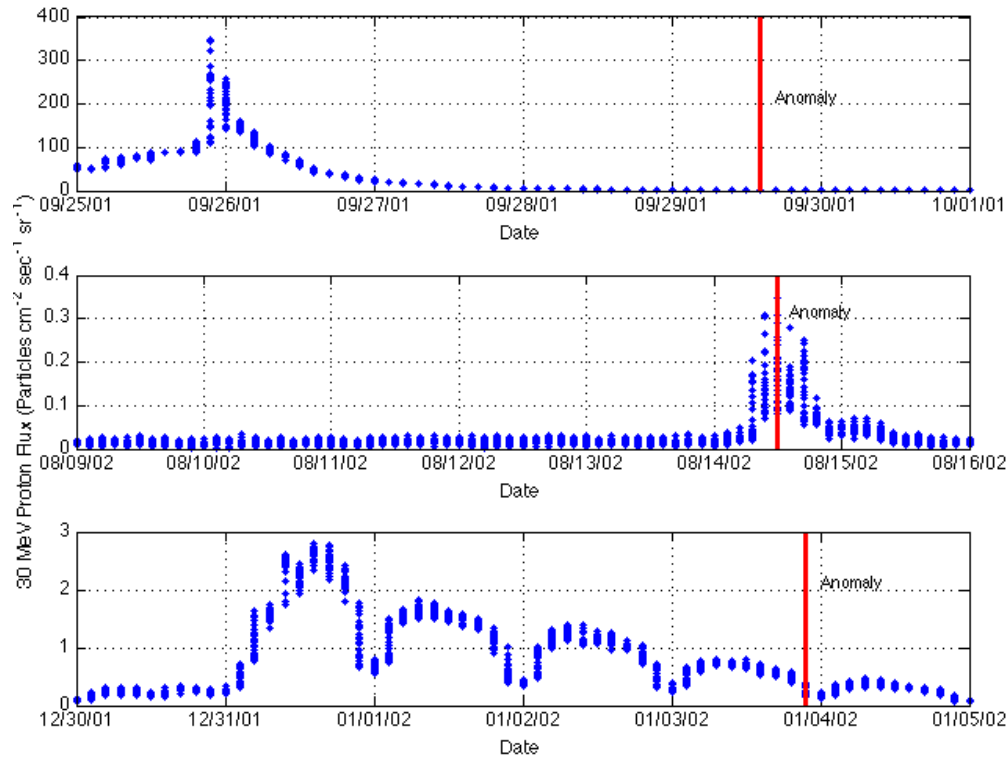 400
300
200
100
0
Anomaly
09/25/01 09/26/01 09/27/01 09/28/01 09/29/01 09/30/01 10/01/01
Date
30 MeV Proton Flux (Particles cm⁻² sec⁻¹ sr⁻¹)
0.4
0.3
0.2
0.1
0
Anomaly
08/09/02 08/10/02 08/11/02 08/12/02 08/13/02 08/14/02 08/15/02 08/16/02
Date
3
2
1
0
Anomaly
12/30/01 12/31/01 01/01/02 01/02/02 01/03/02 01/04/02 01/05/02
Date